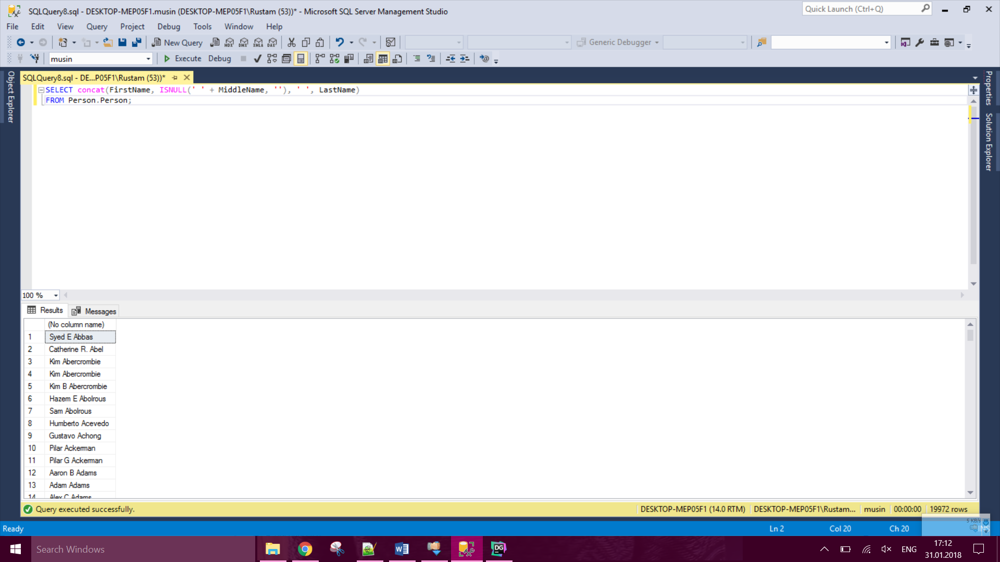 SQLQuery8.sql - DESKTOP-MEP05F1.musin (DESKTOP-MEP05F1\Rustam (53))* - Microsoft SQL Server Management Studio
Quick Launch (Ctrl+Q)
File Edit View Query Project Debug Tools Window Help
New Query MDX DMX XMLA DAX Generic Debugger
musin Execute Debug
Object Explorer
SQLQuery8.sql - DE...P05F1\Rustam (53))*
Properties
Solution Explorer
SELECT concat(FirstName, ISNULL(' ' + MiddleName, ''), ' ', LastName)
FROM Person.Person;
100 %
Results Messages
(No column name)
1 Syed E Abbas
2 Catherine R. Abel
3 Kim Abercrombie
4 Kim Abercrombie
5 Kim B Abercrombie
6 Hazem E Abolrous
7 Sam Abolrous
8 Humberto Acevedo
9 Gustavo Achong
10 Pilar Ackerman
11 Pilar G Ackerman
12 Aaron B Adams
13 Adam Adams
14 Alex C Adams
Query executed successfully. DESKTOP-MEP05F1 (14.0 RTM) DESKTOP-MEP05F1\Rustam... musin 00:00:00 19972 rows
5 KB/s
Ready Ln 2 Col 20 Ch 20 INS
Search Windows DG ENG 17:12
31.01.2018